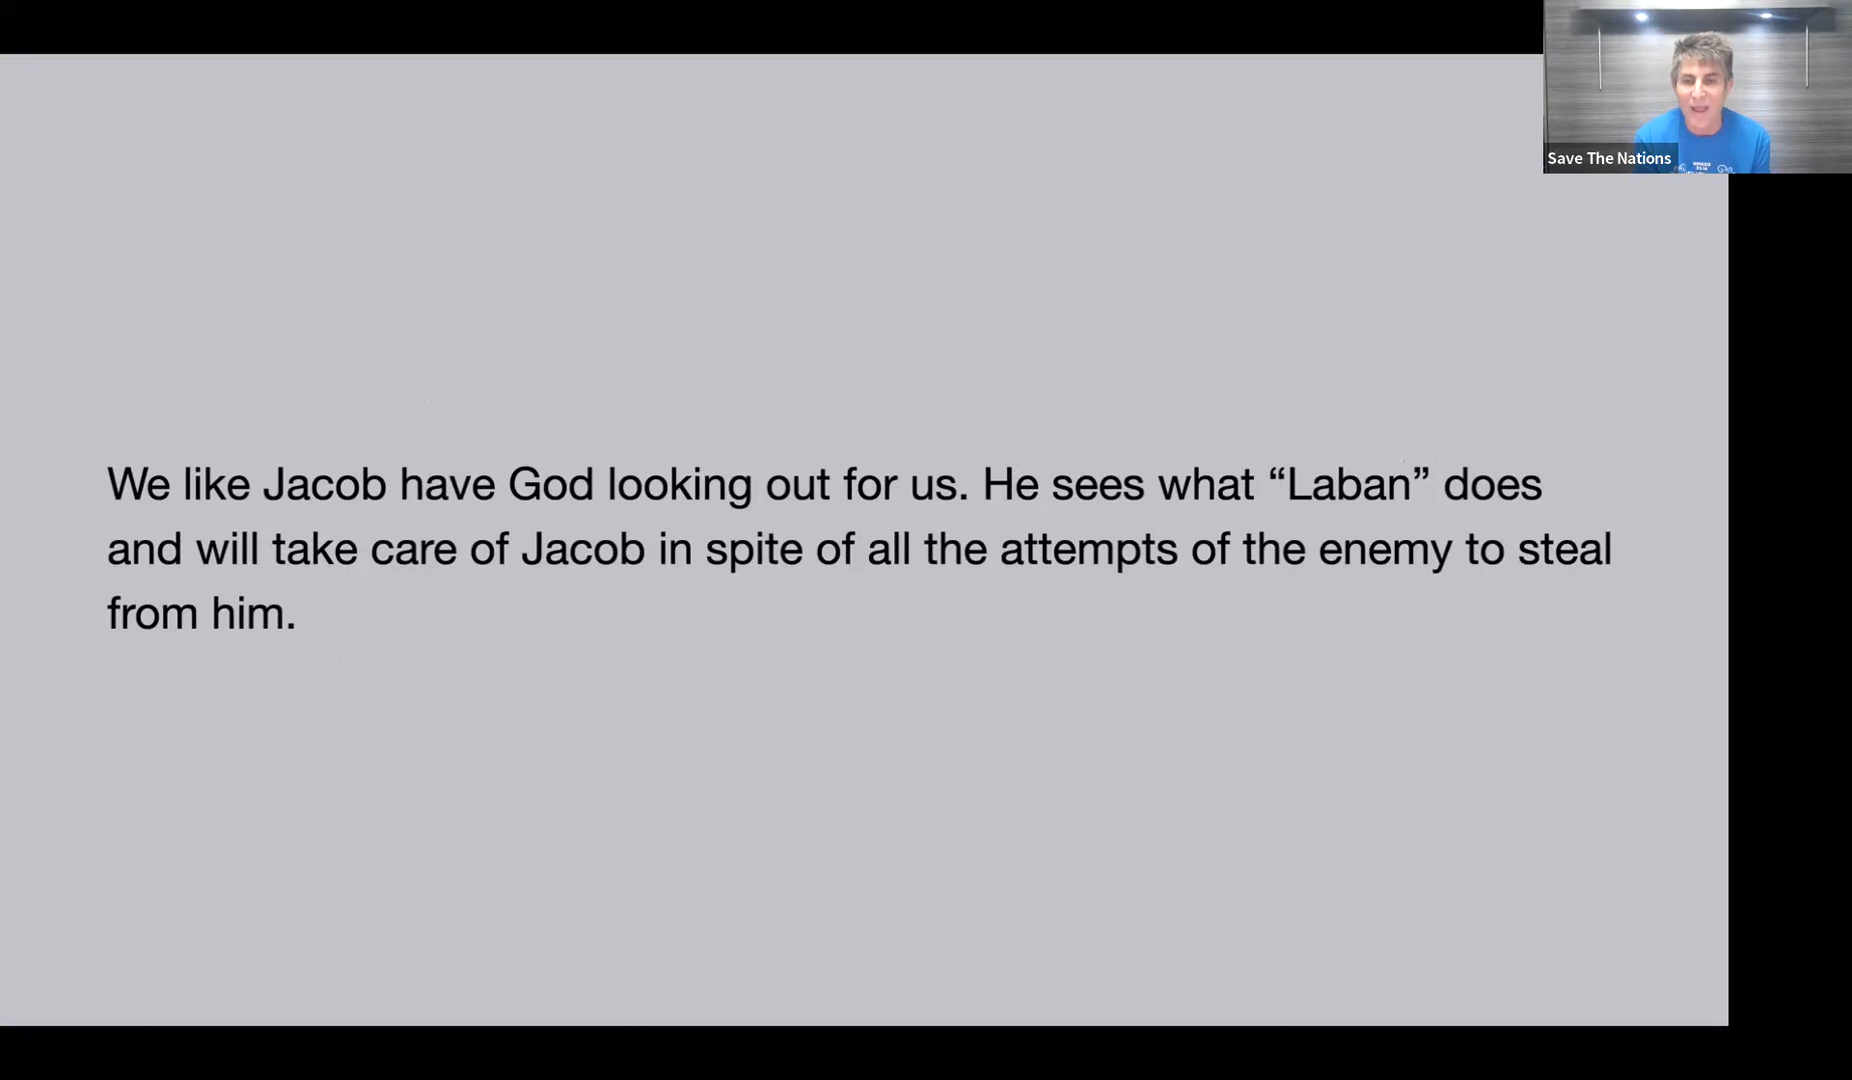 Save The Nations
We like Jacob have God looking out for us. He sees what “Laban” does
and will take care of Jacob in spite of all the attempts of the enemy to steal
from him.